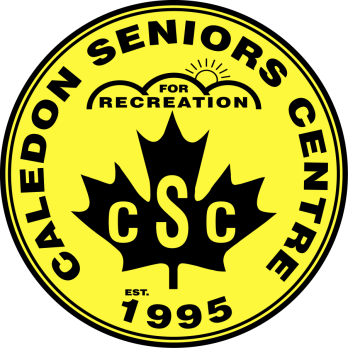 CALEDON SENIORS CENTRE
FOR
RECREATION
CSC
EST.
1995